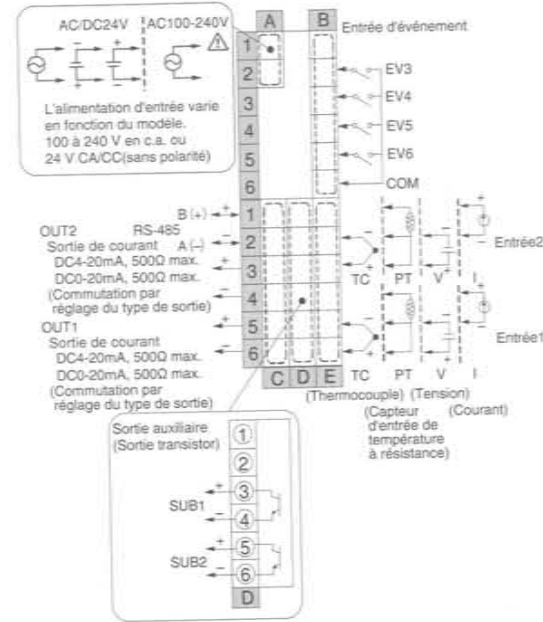 AC/DC24V AC100-240V
L'alimentation d'entrée varie
en fonction du modèle.
100 à 240 V en c.a. ou
24 V CA/CC(sans polarité)
A B
Entrée d'événement
1
2
3
4
5
6
EV3
EV4
EV5
EV6
COM
1
2
3
4
5
6
B (+)
OUT2 RS-485
Sortie de courant A (−)
DC4-20mA, 500Ω max.
DC0-20mA, 500Ω max.
(Commutation par
réglage du type de sortie)
OUT1
Sortie de courant
DC4-20mA, 500Ω max.
DC0-20mA, 500Ω max.
(Commutation par
réglage du type de sortie)
C D E
Entrée2
TC PT V I
Entrée1
TC PT V I
(Thermocouple) (Tension)
(Capteur (Courant)
d'entrée de
température
à résistance)
Sortie auxiliaire
(Sortie transistor)
1
2
3
4
5
6
SUB1
SUB2
D